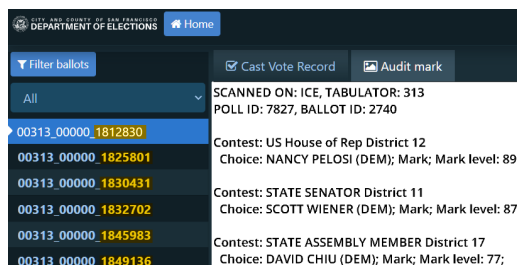 CITY AND COUNTY OF SAN FRANCISCO
DEPARTMENT OF ELECTIONS
Home
Filter ballots
All
00313_00000_1812830
00313_00000_1825801
00313_00000_1830431
00313_00000_1832702
00313_00000_1845983
00313_00000_1849136
Cast Vote Record
Audit mark
SCANNED ON: ICE, TABULATOR: 313
POLL ID: 7827, BALLOT ID: 2740
Contest: US House of Rep District 12
Choice: NANCY PELOSI (DEM); Mark; Mark level: 89
Contest: STATE SENATOR District 11
Choice: SCOTT WIENER (DEM); Mark; Mark level: 87
Contest: STATE ASSEMBLY MEMBER District 17
Choice: DAVID CHIU (DEM); Mark; Mark level: 77;